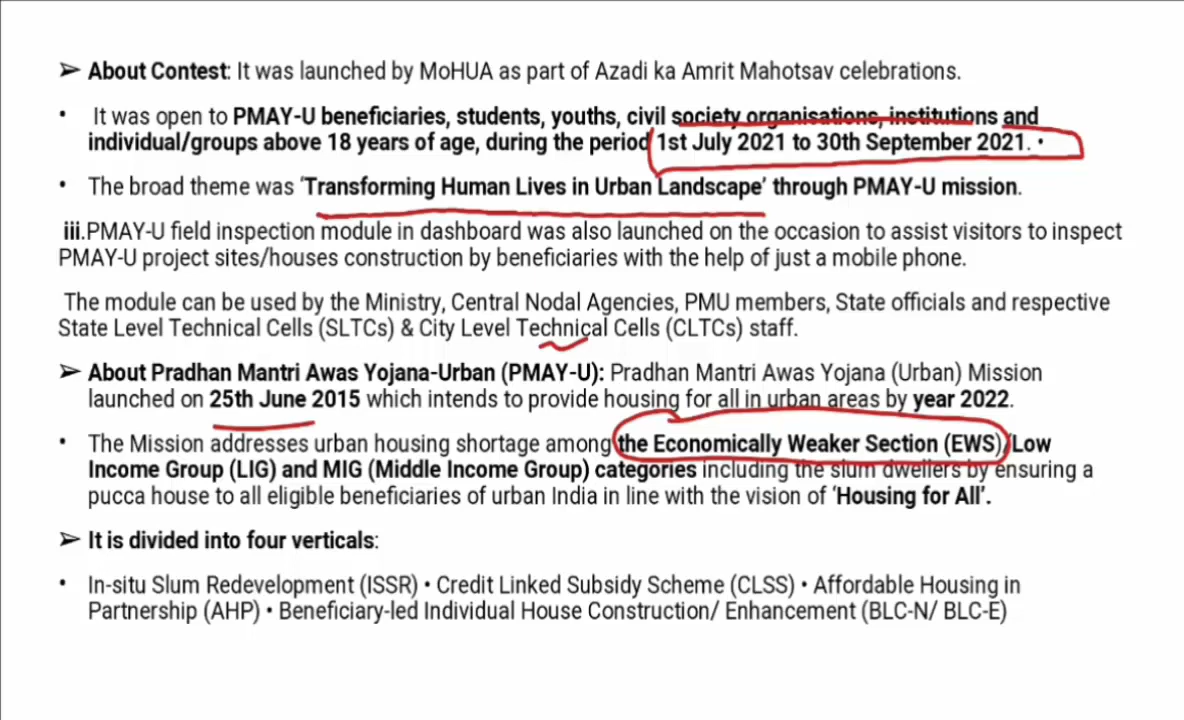 ➢ About Contest: It was launched by MoHUA as part of Azadi ka Amrit Mahotsav celebrations.
• It was open to PMAY-U beneficiaries, students, youths, civil society organisations, institutions and
individual/groups above 18 years of age, during the period 1st July 2021 to 30th September 2021. •
• The broad theme was ‘Transforming Human Lives in Urban Landscape’ through PMAY-U mission.
iii.PMAY-U field inspection module in dashboard was also launched on the occasion to assist visitors to inspect
PMAY-U project sites/houses construction by beneficiaries with the help of just a mobile phone.
The module can be used by the Ministry, Central Nodal Agencies, PMU members, State officials and respective
State Level Technical Cells (SLTCs) & City Level Technical Cells (CLTCs) staff.
➢ About Pradhan Mantri Awas Yojana-Urban (PMAY-U): Pradhan Mantri Awas Yojana (Urban) Mission
launched on 25th June 2015 which intends to provide housing for all in urban areas by year 2022.
• The Mission addresses urban housing shortage among the Economically Weaker Section (EWS)/Low
Income Group (LIG) and MIG (Middle Income Group) categories including the slum dwellers by ensuring a
pucca house to all eligible beneficiaries of urban India in line with the vision of ‘Housing for All’.
➢ It is divided into four verticals:
• In-situ Slum Redevelopment (ISSR) • Credit Linked Subsidy Scheme (CLSS) • Affordable Housing in
Partnership (AHP) • Beneficiary-led Individual House Construction/ Enhancement (BLC-N/ BLC-E)